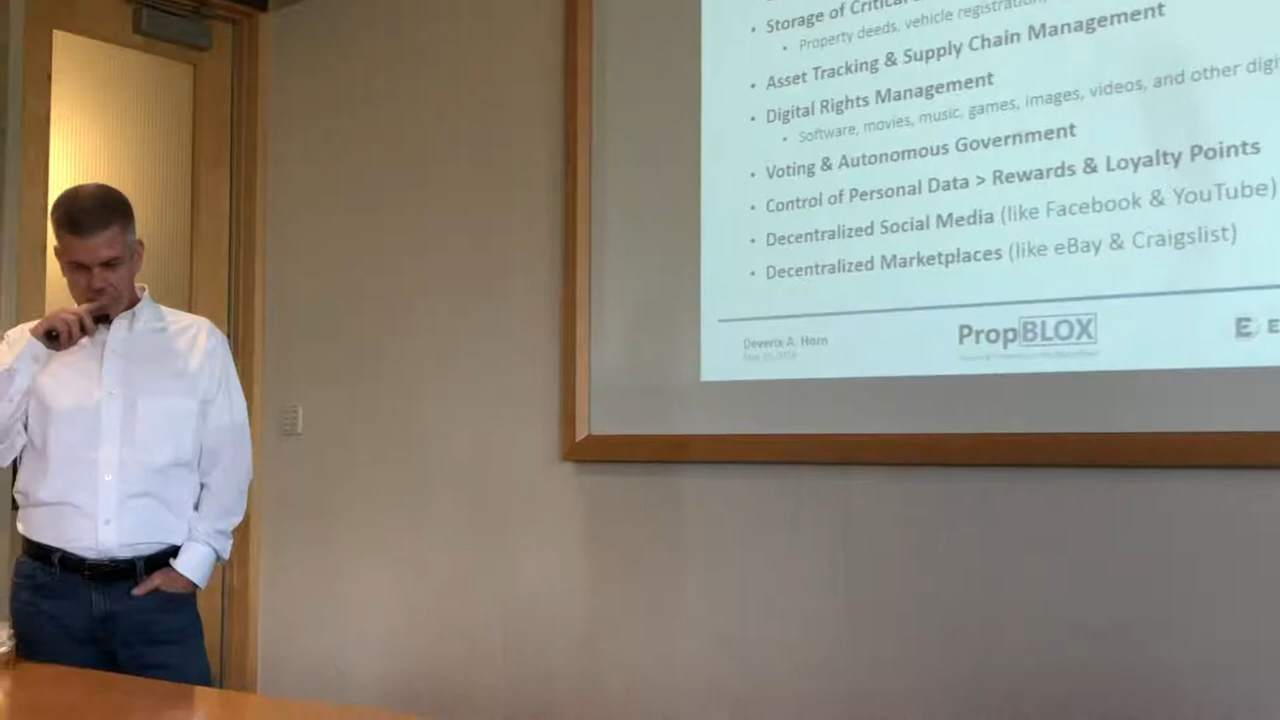 • Storage of Critical
• Property deeds, vehicle registration,
• Asset Tracking & Supply Chain Management
• Digital Rights Management
• Software, movies, music, games, images, videos, and other digi
• Voting & Autonomous Government
• Control of Personal Data > Rewards & Loyalty Points
• Decentralized Social Media (like Facebook & YouTube)
• Decentralized Marketplaces (like eBay & Craigslist)
Deverix A. Horn
PropBLOX
E E